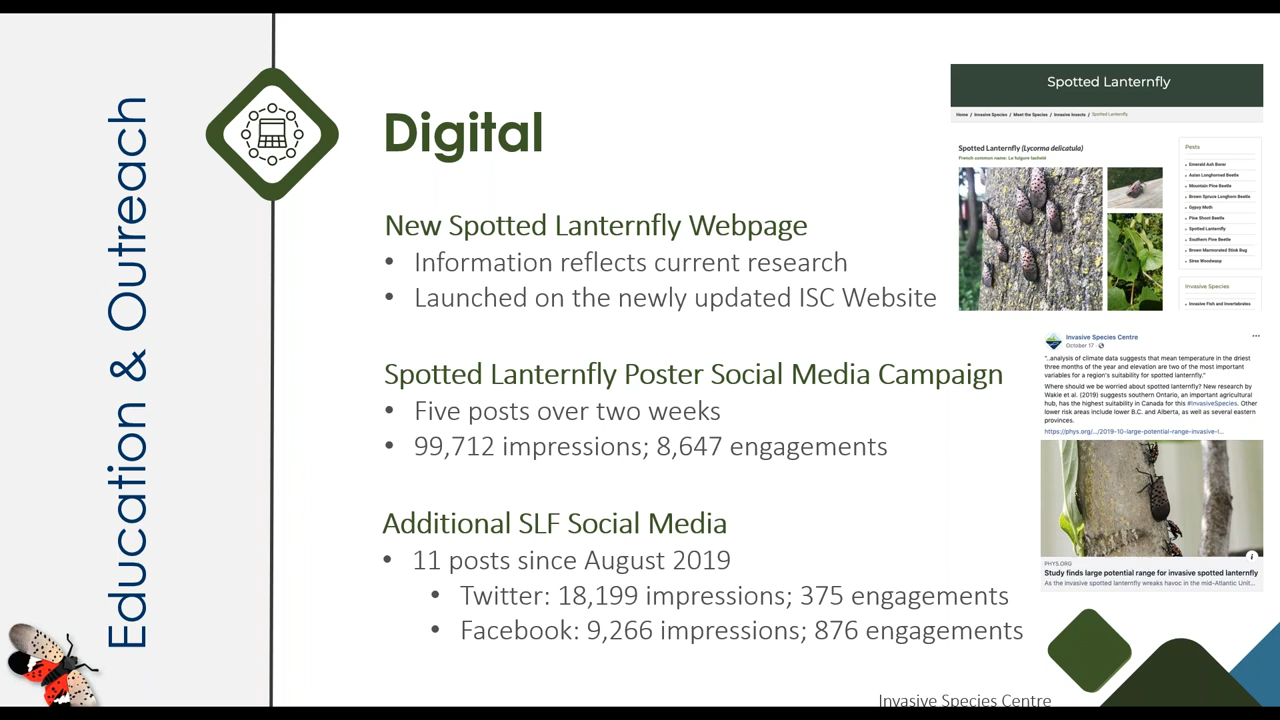 Education & Outreach
Digital
New Spotted Lanternfly Webpage
• Information reflects current research
• Launched on the newly updated ISC Website
Spotted Lanternfly Poster Social Media Campaign
• Five posts over two weeks
• 99,712 impressions; 8,647 engagements
Additional SLF Social Media
• 11 posts since August 2019
• Twitter: 18,199 impressions; 375 engagements
• Facebook: 9,266 impressions; 876 engagements
Spotted Lanternfly
Home / Invasive Species / Meet the Species / Invasive Insects / Spotted Lanternfly
Spotted Lanternfly (Lycorma delicatula)
French common name: Le fulgore tacheté
Pests
Emerald Ash Borer
Asian Longhorned Beetle
Mountain Pine Beetle
Brown Spruce Longhorn Beetle
Gypsy Moth
Pine Shoot Beetle
Spotted Lanternfly
Southern Pine Beetle
Brown Marmorated Stink Bug
Sirex Woodwasp
Invasive Species
Invasive Fish and Invertebrates
Invasive Species Centre
October 17 ·
"..analysis of climate data suggests that mean temperature in the driest
three months of the year and elevation are two of the most important
variables for a region's suitability for spotted lanternfly."
Where should we be worried about spotted lanternfly? New research by
Wakie et al. (2019) suggests southern Ontario, an important agricultural
hub, has the highest suitability in Canada for this #InvasiveSpecies. Other
lower risk areas include lower B.C. and Alberta, as well as several eastern
provinces.
https://phys.org/.../2019-10-large-potential-range-invasive-l...
PHYS.ORG
Study finds large potential range for invasive spotted lanternfly
As the invasive spotted lanternfly wreaks havoc in the mid-Atlantic Unit...
Invasive Species Centre